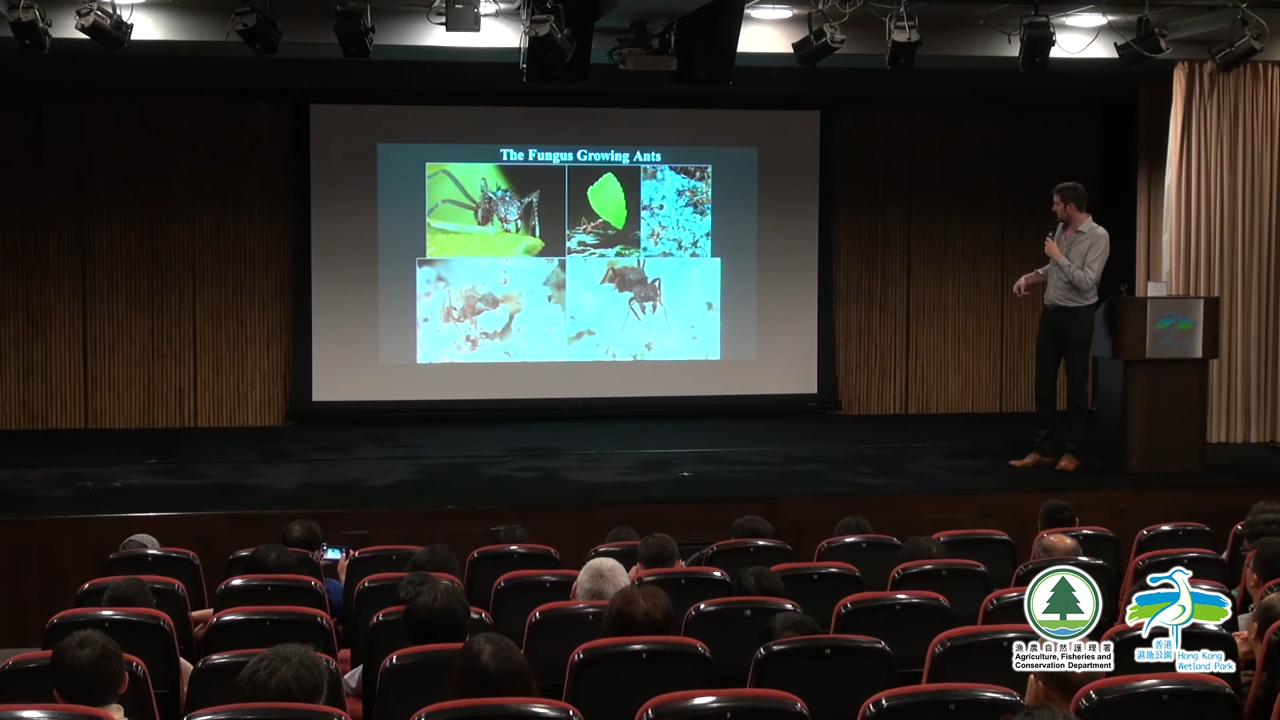 The Fungus Growing Ants
漁農自然護理署
Agriculture, Fisheries and
Conservation Department
香港
濕地公園
Hong Kong
Wetland Park